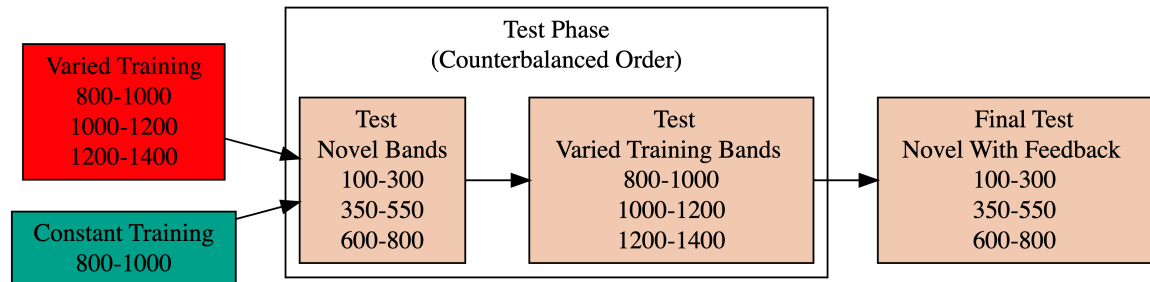 Varied Training
800-1000
1000-1200
1200-1400
Constant Training
800-1000
Test Phase
(Counterbalanced Order)
Test
Novel Bands
100-300
350-550
600-800
Test
Varied Training Bands
800-1000
1000-1200
1200-1400
Final Test
Novel With Feedback
100-300
350-550
600-800